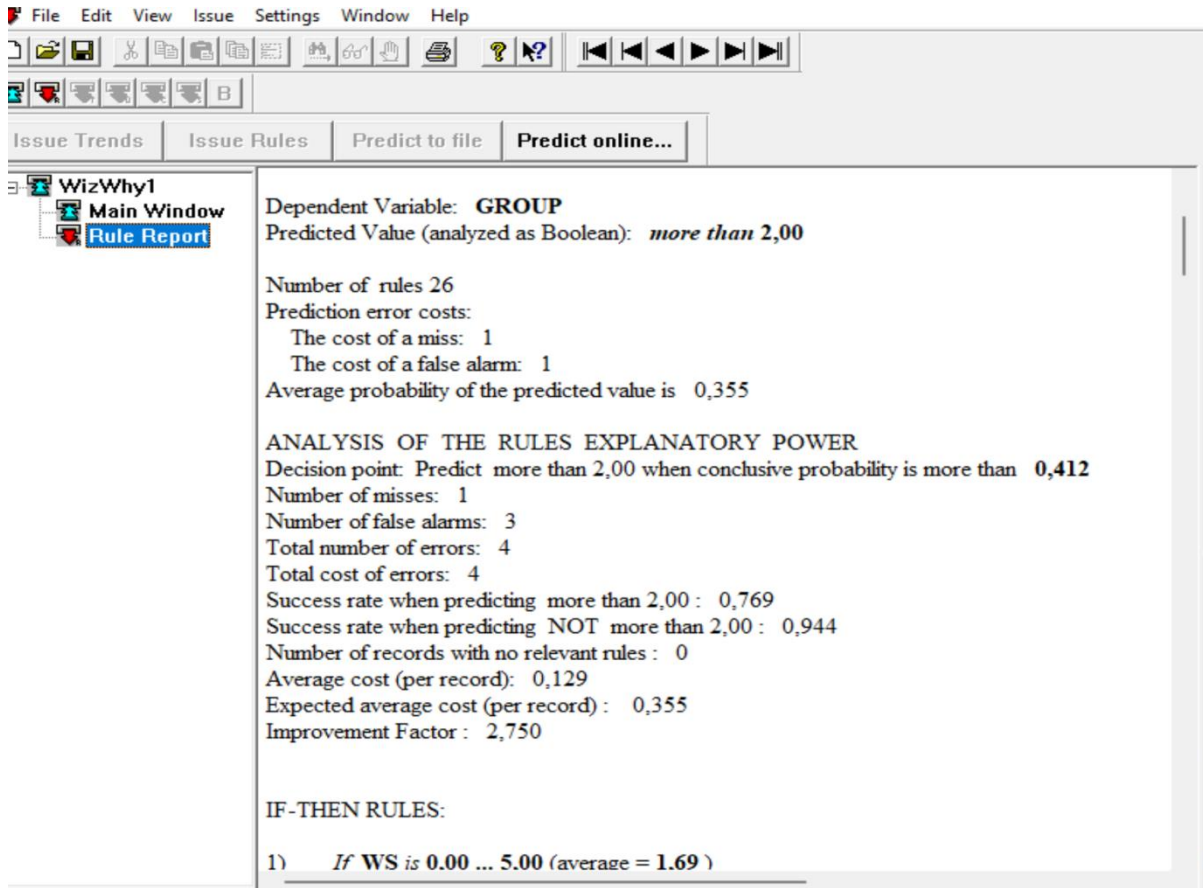 File Edit View Issue Settings Window Help
B
Issue Trends Issue Rules Predict to file Predict online...
WizWhy1
Main Window
Rule Report
Dependent Variable: GROUP
Predicted Value (analyzed as Boolean): more than 2,00
Number of rules 26
Prediction error costs:
The cost of a miss: 1
The cost of a false alarm: 1
Average probability of the predicted value is 0,355
ANALYSIS OF THE RULES EXPLANATORY POWER
Decision point: Predict more than 2,00 when conclusive probability is more than 0,412
Number of misses: 1
Number of false alarms: 3
Total number of errors: 4
Total cost of errors: 4
Success rate when predicting more than 2,00 : 0,769
Success rate when predicting NOT more than 2,00 : 0,944
Number of records with no relevant rules : 0
Average cost (per record): 0,129
Expected average cost (per record) : 0,355
Improvement Factor : 2,750
IF-THEN RULES:
1) If WS is 0,00 ... 5,00 (average = 1,69 )